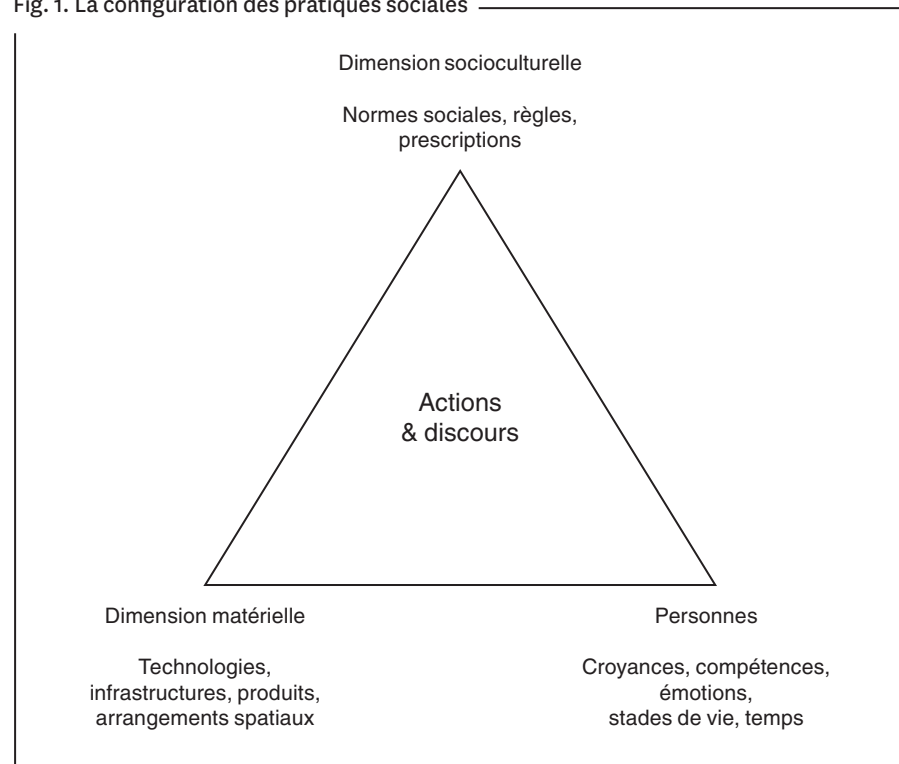 Fig. 1. La configuration des pratiques sociales
Dimension socioculturelle
Normes sociales, règles,
prescriptions
Actions
& discours
Dimension matérielle
Technologies,
infrastructures, produits,
arrangements spatiaux
Personnes
Croyances, compétences,
émotions,
stades de vie, temps